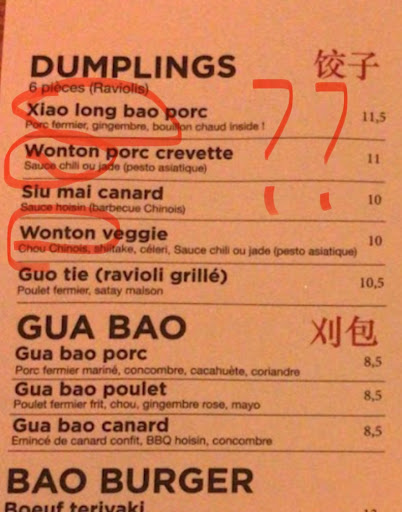 DUMPLINGS 饺子
6 pièces (Raviolis)
Xiao long bao porc 11,5
Porc fermier, gingembre, bouillon chaud inside !
Wonton porc crevette 11
Sauce chili ou jade (pesto asiatique)
Siu mai canard 10
Sauce hoisin (barbecue Chinois)
Wonton veggie 10
Chou Chinois, shiitake, céleri, Sauce chili ou jade (pesto asiatique)
Guo tie (ravioli grillé) 10,5
Poulet fermier, satay maison
GUA BAO 刈包
Gua bao porc 8,5
Porc fermier mariné, concombre, cacahuète, coriandre
Gua bao poulet 8,5
Poulet fermier frit, chou, gingembre rose, mayo
Gua bao canard 8,5
Emincé de canard confit, BBQ hoisin, concombre
BAO BURGER
Boeuf teriyaki
??